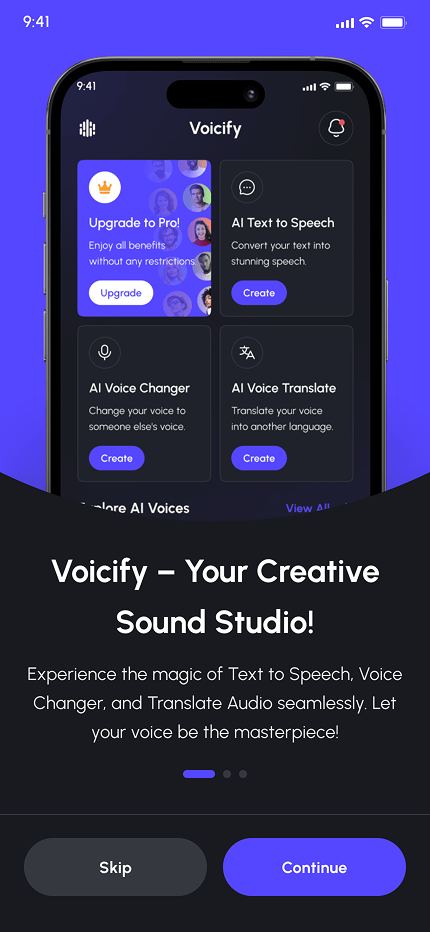 9:41
9:41
Voicify
Upgrade to Pro!
Enjoy all benefits
without any restrictions.
Upgrade
AI Text to Speech
Convert your text into
stunning speech.
Create
AI Voice Changer
Change your voice to
someone else's voice.
Create
AI Voice Translate
Translate your voice
into another language.
Create
Explore AI Voices
View All
Voicify – Your Creative
Sound Studio!
Experience the magic of Text to Speech, Voice
Changer, and Translate Audio seamlessly. Let
your voice be the masterpiece!
Skip
Continue